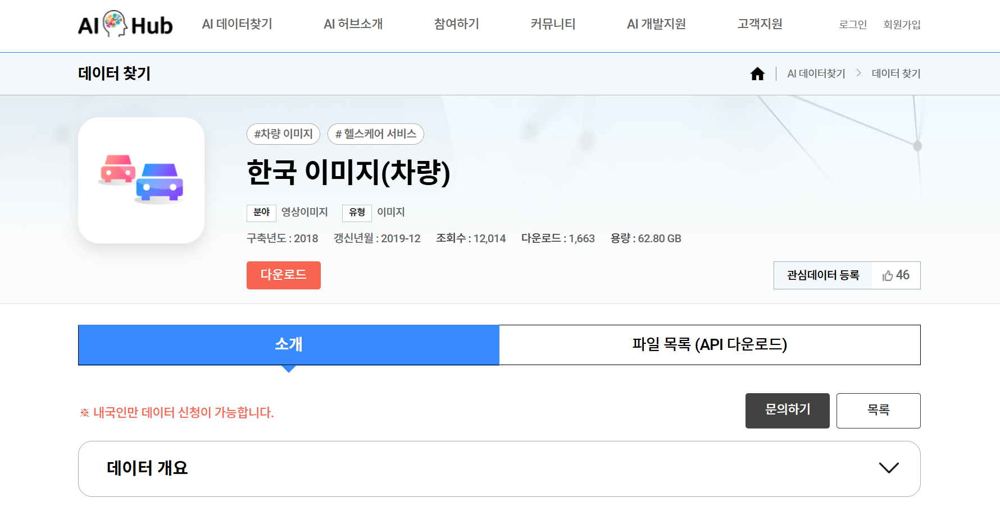 AI Hub AI 데이터찾기 AI 허브소개 참여하기 커뮤니티 AI 개발지원 고객지원 로그인 회원가입
데이터 찾기 AI 데이터찾기 > 데이터 찾기
#차량 이미지 # 헬스케어 서비스
한국 이미지(차량)
분야 영상이미지 유형 이미지
구축년도 : 2018 갱신년월 : 2019-12 조회수 : 12,014 다운로드 : 1,663 용량 : 62.80 GB
다운로드 관심데이터 등록 46
소개 파일 목록 (API 다운로드)
※ 내국인만 데이터 신청이 가능합니다. 문의하기 목록
데이터 개요